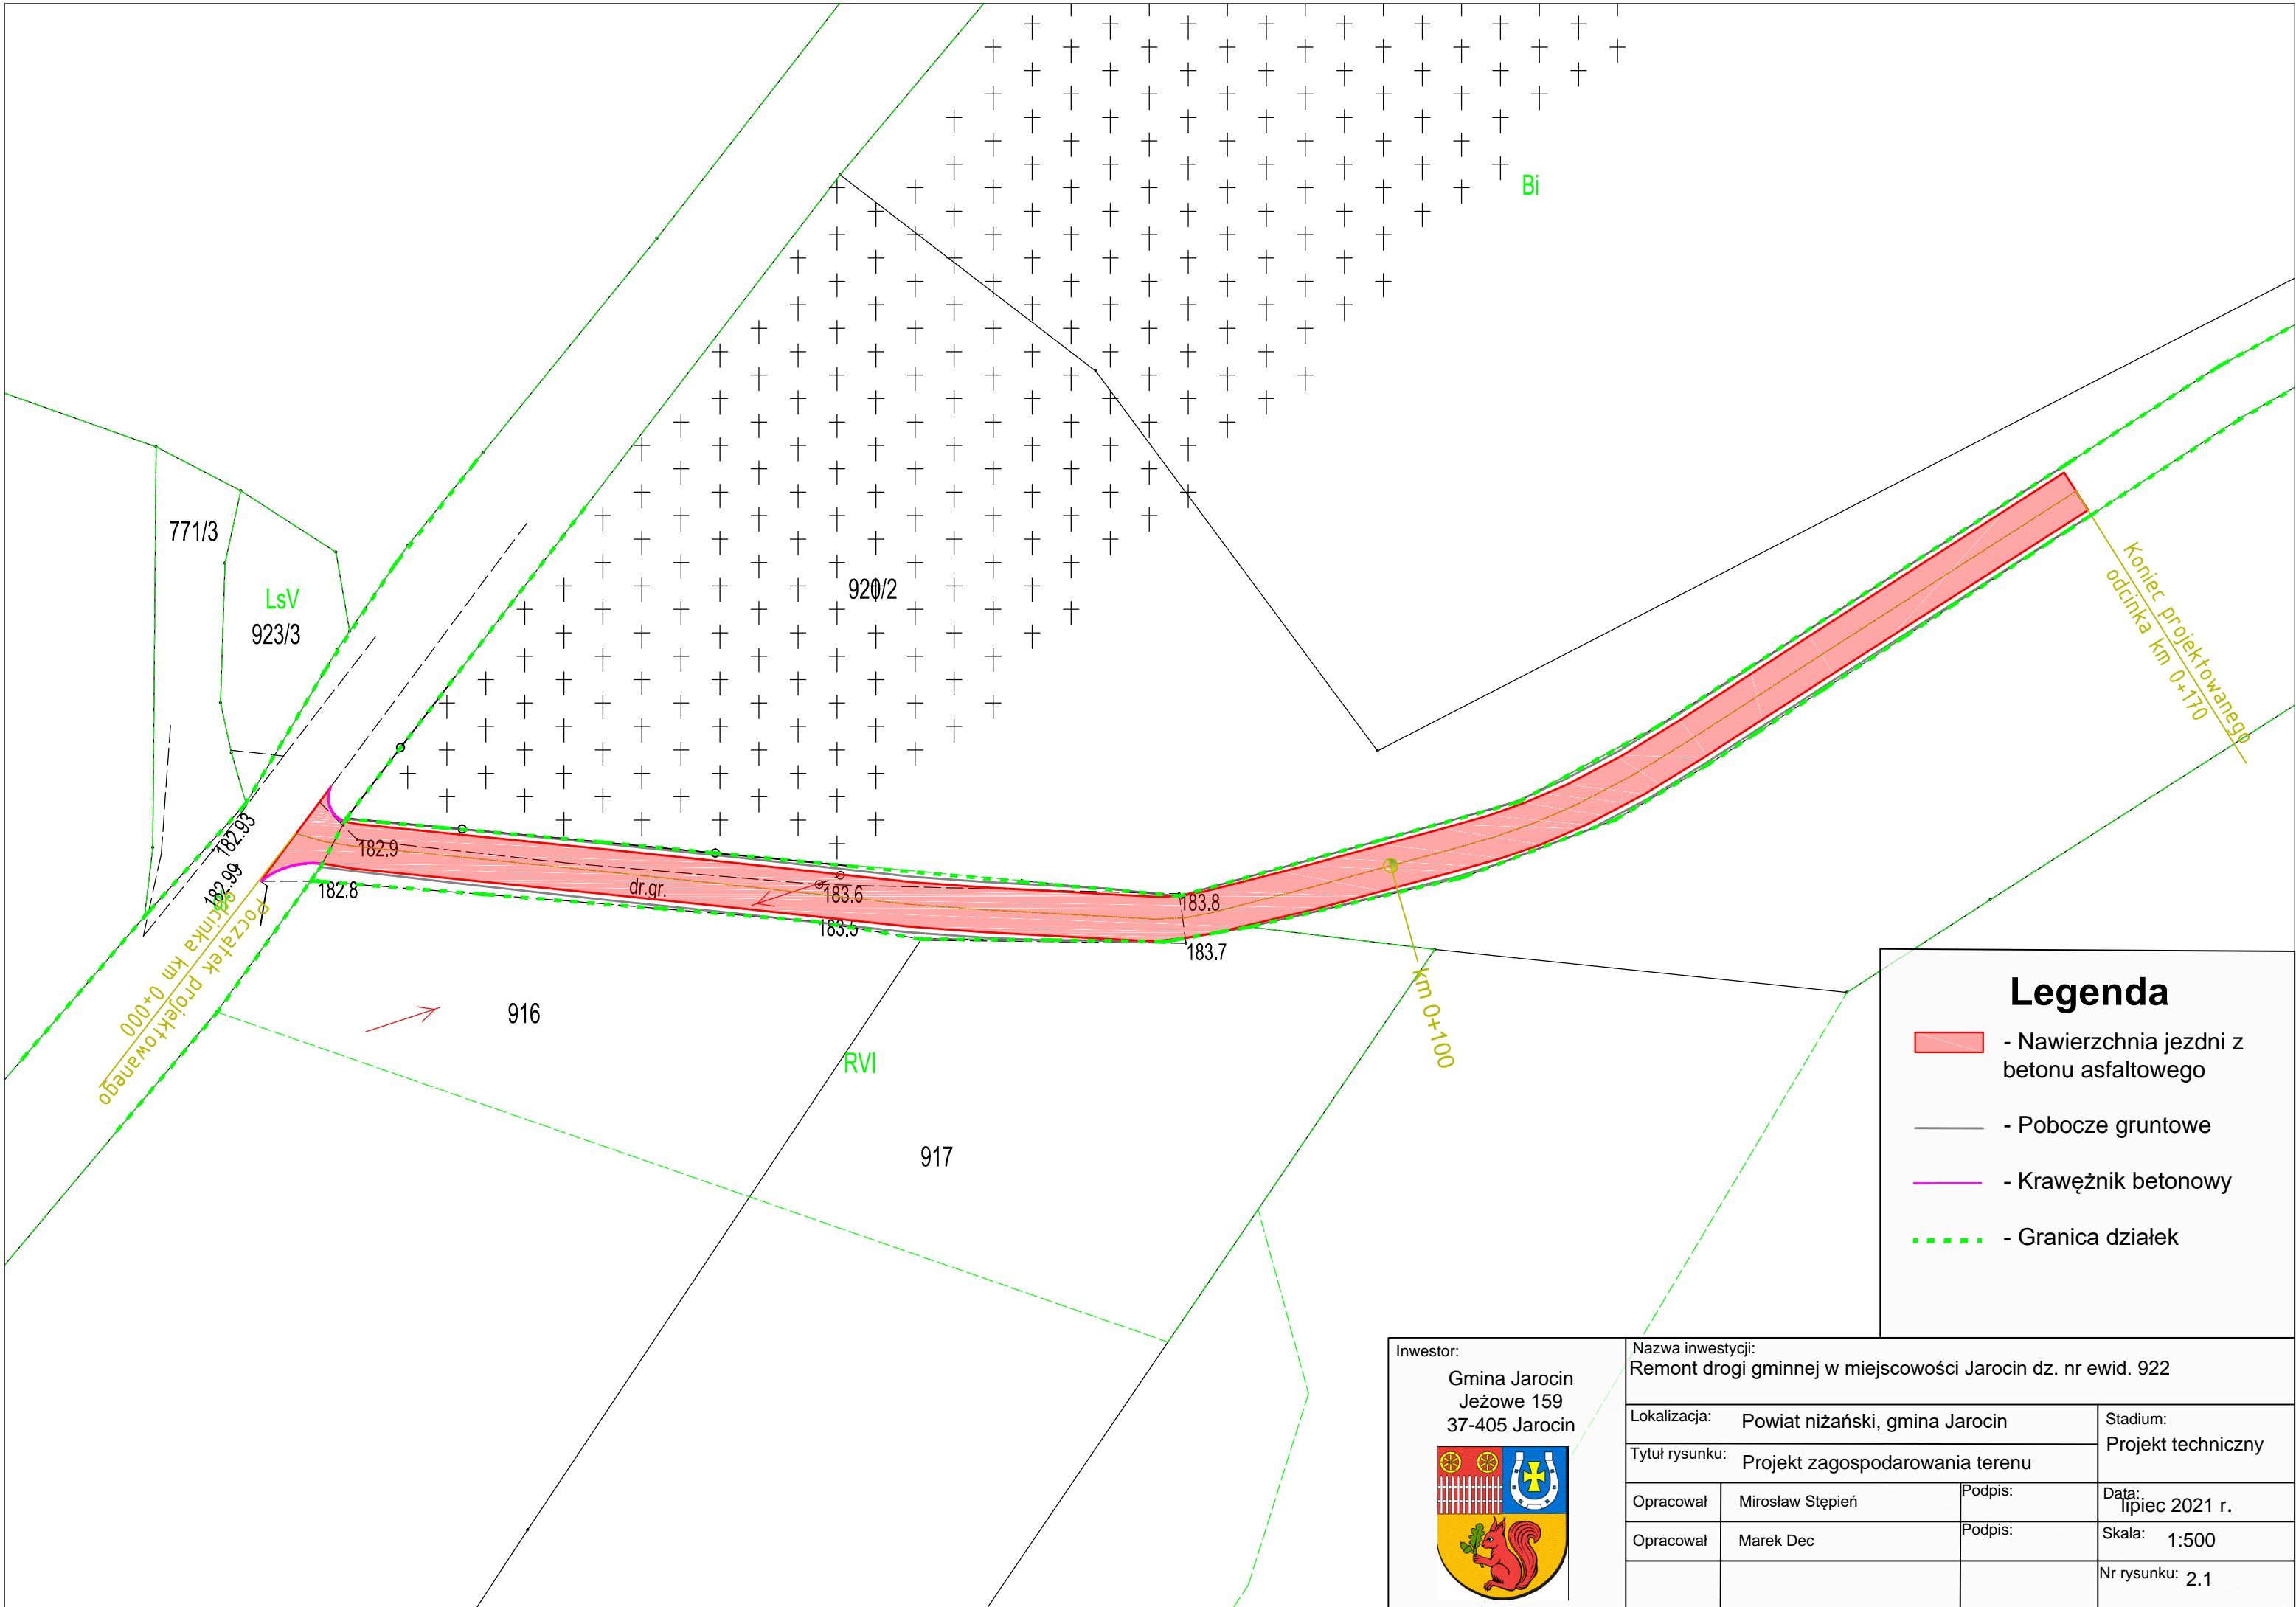 Bi
771/3
LsV
923/3
920/2
Koniec projektowanego
odcinka km 0+170
182.93
182.99
182.9
182.8
dr.gr.
183.6
183.5
183.8
183.7
Początek projektowanego
odcinka km 0+000
km 0+100
916
RVI
917
Legenda
- Nawierzchnia jezdni z
betonu asfaltowego
- Pobocze gruntowe
- Krawężnik betonowy
- Granica działek
Inwestor:
Gmina Jarocin
Jeżowe 159
37-405 Jarocin
Nazwa inwestycji:
Remont drogi gminnej w miejscowości Jarocin dz. nr ewid. 922
Lokalizacja: Powiat niżański, gmina Jarocin
Stadium:
Projekt techniczny
Tytuł rysunku: Projekt zagospodarowania terenu
Opracował Mirosław Stępień Podpis:
Data: lipiec 2021 r.
Opracował Marek Dec Podpis:
Skala: 1:500
Nr rysunku: 2.1